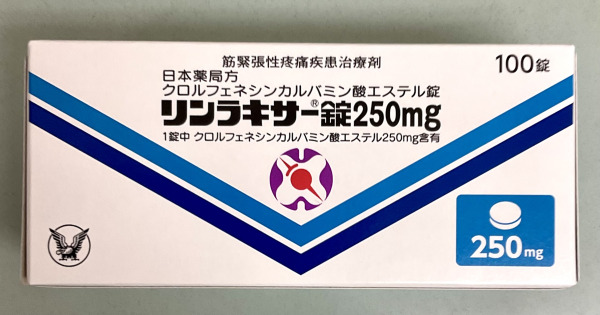 筋緊張性疼痛疾患治療剤
100錠
日本薬局方
クロルフェネシンカルバミン酸エステル錠
リンラキサー®錠250mg
1錠中 クロルフェネシンカルバミン酸エステル250mg含有
250mg